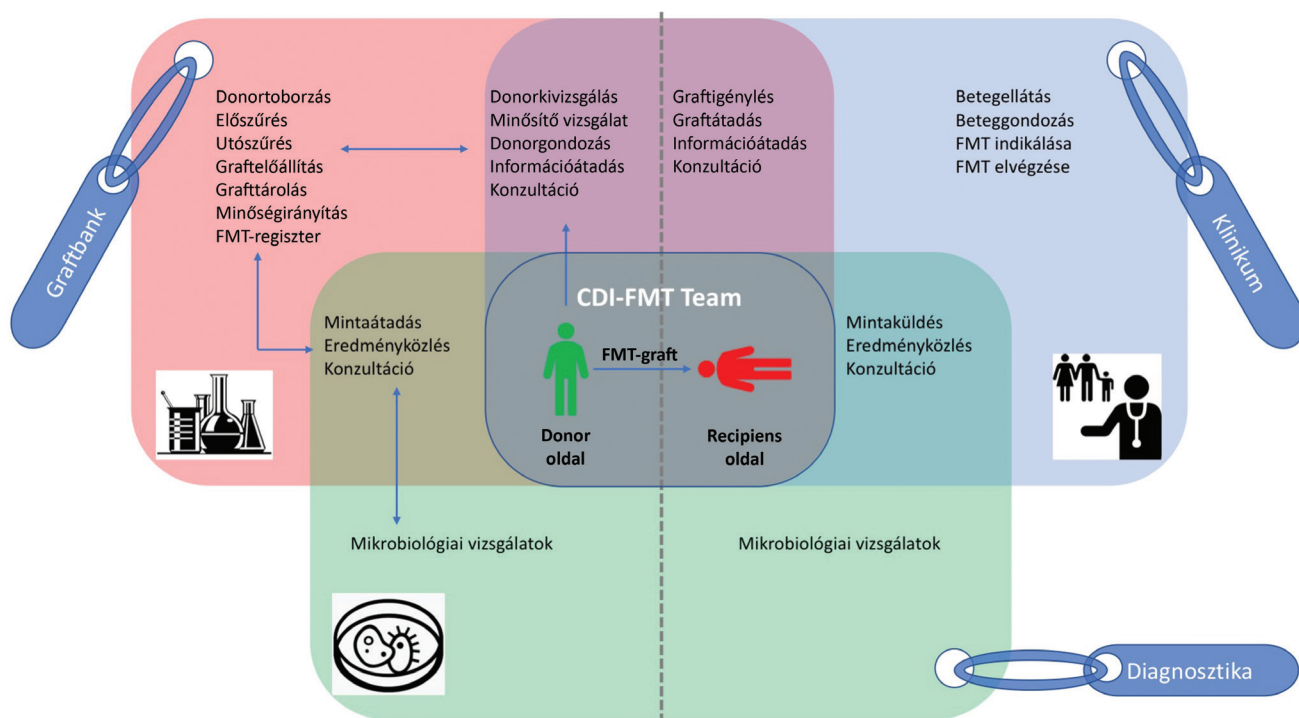 Graftbank
Donortoborzás
Előszűrés
Utószűrés
Graftelőállítás
Grafttárolás
Minőségirányítás
FMT-regiszter
Donorkivizsgálás
Minősítő vizsgálat
Donorgondozás
Információátadás
Konzultáció
Graftigénylés
Graftátadás
Információátadás
Konzultáció
Betegellátás
Beteggondozás
FMT indikálása
FMT elvégzése
Klinikum
CDI-FMT Team
Mintaátadás
Eredményközlés
Konzultáció
FMT-graft
Donor
oldal
Recipiens
oldal
Mintaküldés
Eredményközlés
Konzultáció
Mikrobiológiai vizsgálatok
Mikrobiológiai vizsgálatok
Diagnosztika